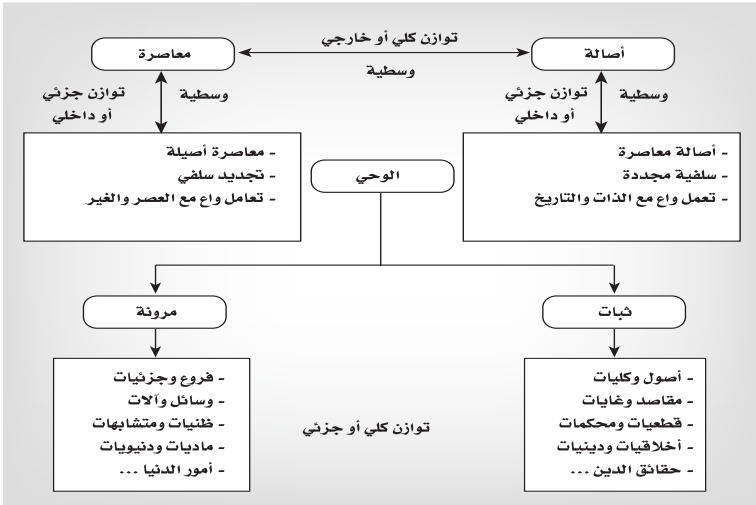 توازن كلي أو خارجي
أصالة
معاصرة
وسطية
وسطية
توازن جزئي
أو داخلي
وسطية
توازن جزئي
أو داخلي
- أصالة معاصرة
- سلفية مجددة
- تعمل واع مع الذات والتاريخ
- معاصرة أصيلة
- تجديد سلفي
- تعامل واع مع العصر والغير
الوحي
ثبات
مرونة
- أصول وكليات
- مقاصد وغايات
- قطعيات ومحكمات
- أخلاقيات ودينيات
- حقائق الدين ...
توازن كلي أو جزئي
- فروع وجزئيات
- وسائل وآلات
- ظنيات ومتشابهات
- ماديات ودنيويات
- أمور الدنيا ...